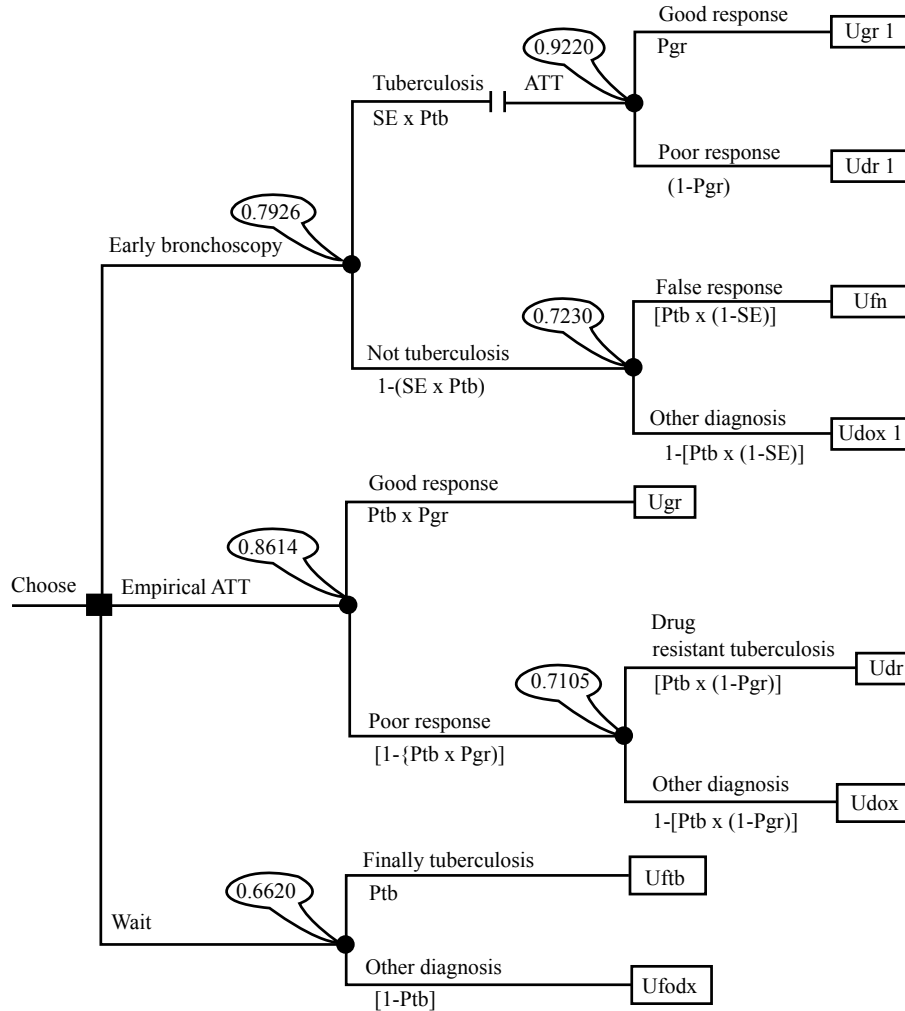 Good response
Ugr 1
Pgr
0.9220
Tuberculosis
ATT
SE x Ptb
Poor response
Udr 1
(1-Pgr)
0.7926
Early bronchoscopy
False response
Ufn
[Ptb x (1-SE)]
0.7230
Not tuberculosis
1-(SE x Ptb)
Other diagnosis
Udox 1
1-[Ptb x (1-SE)]
Good response
Ugr
Ptb x Pgr
0.8614
Choose
Empirical ATT
Drug
resistant tuberculosis
Udr
[Ptb x (1-Pgr)]
0.7105
Poor response
[1-{Ptb x Pgr)]
Other diagnosis
Udox
1-[Ptb x (1-Pgr)]
Finally tuberculosis
Uftb
Ptb
0.6620
Wait
Other diagnosis
Ufodx
[1-Ptb]